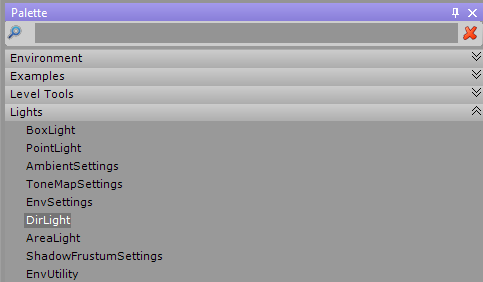 Palette
Environment
Examples
Level Tools
Lights
BoxLight
PointLight
AmbientSettings
ToneMapSettings
EnvSettings
DirLight
AreaLight
ShadowFrustumSettings
EnvUtility